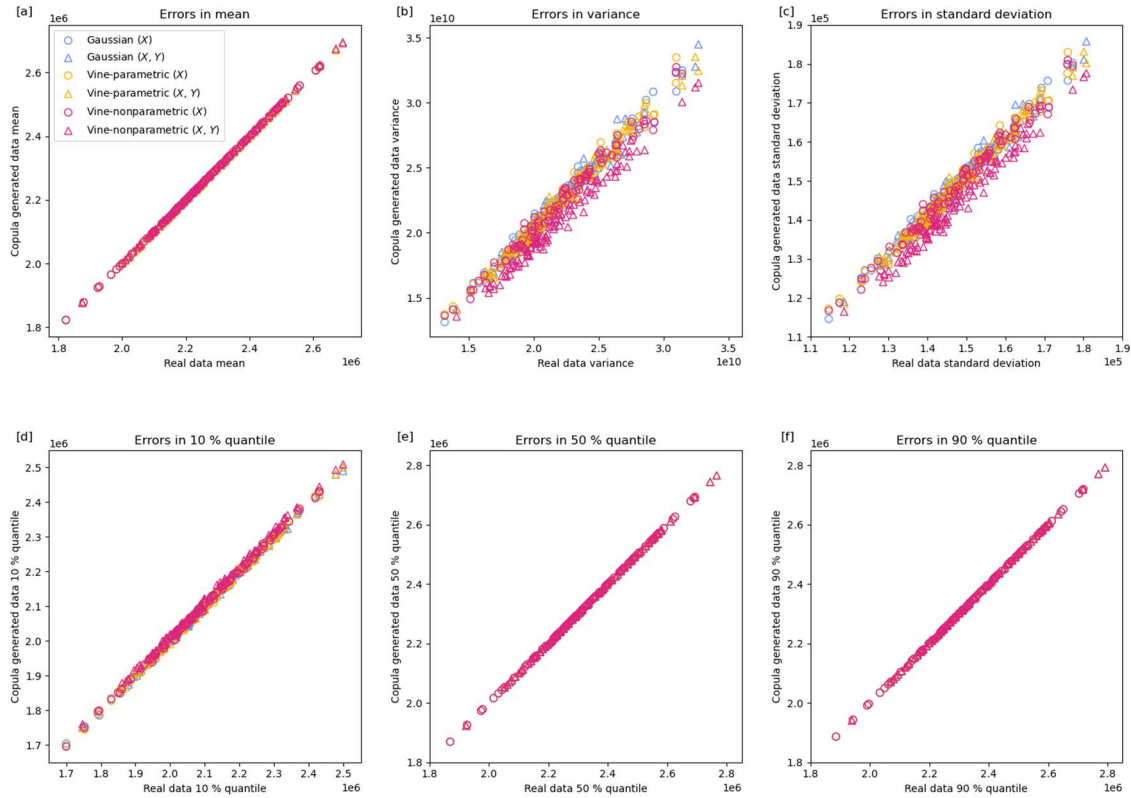 [a]
Errors in mean
1e6
Gaussian (X)
Gaussian (X, Y)
Vine-parametric (X)
Vine-parametric (X, Y)
Vine-nonparametric (X)
Vine-nonparametric (X, Y)
2.6
2.4
2.2
2.0
1.8
Copula generated data mean
1.8 2.0 2.2 2.4 2.6
1e6
Real data mean
[b]
Errors in variance
1e10
3.5
3.0
2.5
2.0
1.5
Copula generated data variance
1.5 2.0 2.5 3.0 3.5
1e10
Real data variance
[c]
Errors in standard deviation
1e5
1.9
1.8
1.7
1.6
1.5
1.4
1.3
1.2
1.1
Copula generated data standard deviation
1.1 1.2 1.3 1.4 1.5 1.6 1.7 1.8 1.9
1e5
Real data standard deviation
[d]
Errors in 10 % quantile
1e6
2.5
2.4
2.3
2.2
2.1
2.0
1.9
1.8
1.7
Copula generated data 10 % quantile
1.7 1.8 1.9 2.0 2.1 2.2 2.3 2.4 2.5
1e6
Real data 10 % quantile
[e]
Errors in 50 % quantile
1e6
2.8
2.6
2.4
2.2
2.0
1.8
Copula generated data 50 % quantile
1.8 2.0 2.2 2.4 2.6 2.8
1e6
Real data 50 % quantile
[f]
Errors in 90 % quantile
1e6
2.8
2.6
2.4
2.2
2.0
1.8
Copula generated data 90 % quantile
1.8 2.0 2.2 2.4 2.6 2.8
1e6
Real data 90 % quantile